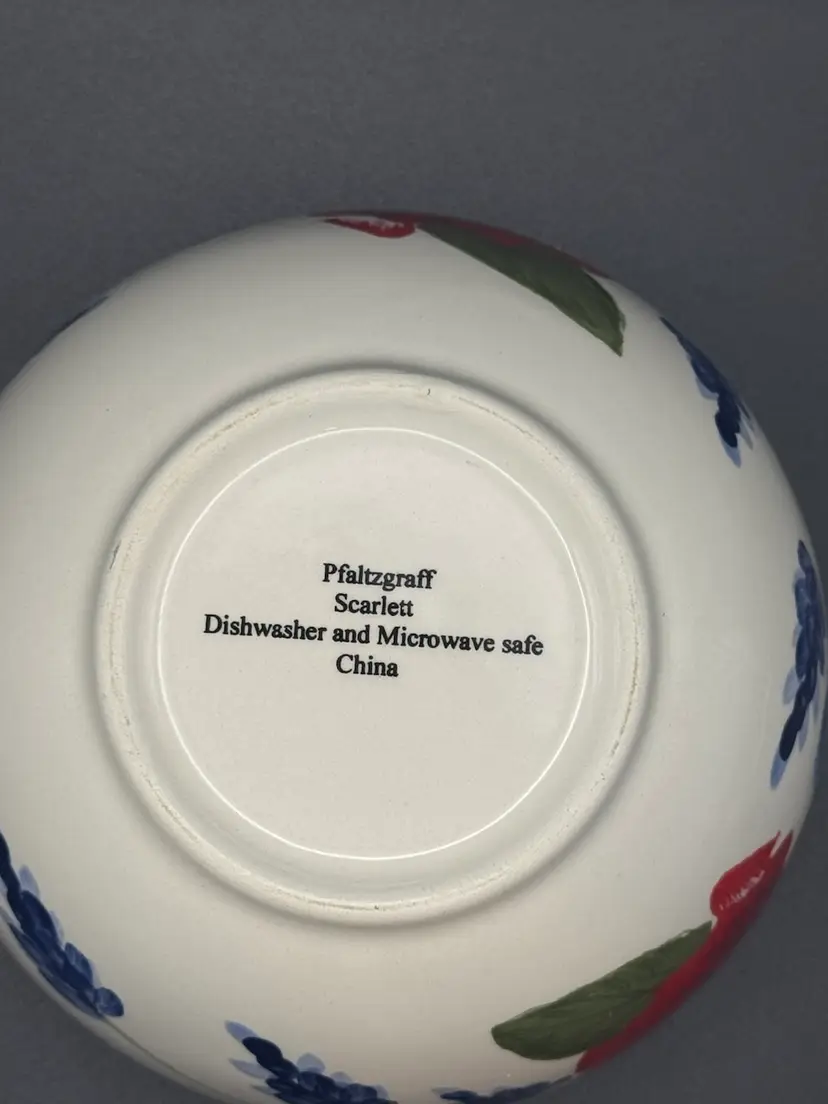 Pfaltzgraff
Scarlett
Dishwasher and Microwave safe
China